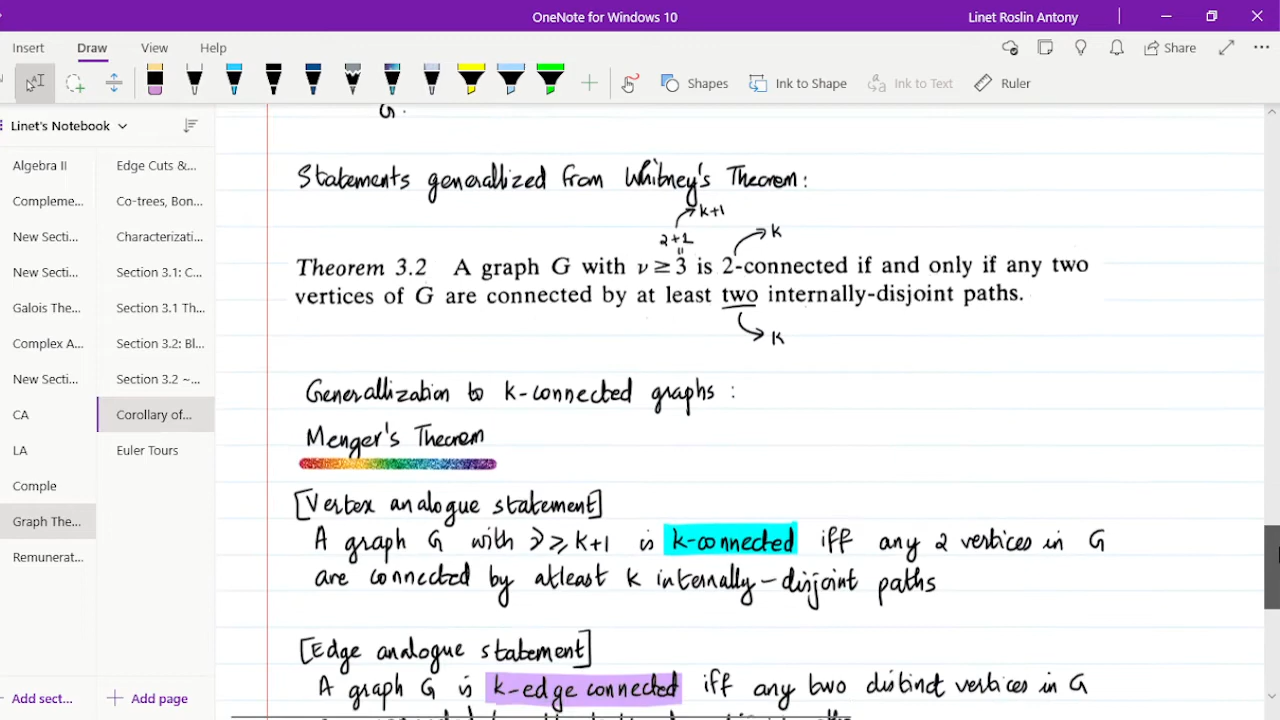 OneNote for Windows 10
Linet Roslin Antony
Insert
Draw
View
Help
Share
Shapes
Ink to Shape
Ink to Text
Ruler
Linet's Notebook
Algebra II
Compleme...
New Secti...
New Secti...
Galois The...
Complex A...
New Secti...
CA
LA
Comple
Graph The...
Remunerat...
Add sect...
Edge Cuts &...
Co-trees, Bon...
Characterizati...
Section 3.1: C...
Section 3.1 Th...
Section 3.2: Bl...
Section 3.2 ~...
Corollary of...
Euler Tours
Add page
G.
Statements generallized from Whitney's Theorem:
k+1
2+1
=
k
Theorem 3.2 A graph G with ν ≥ 3 is 2-connected if and only if any two
vertices of G are connected by at least two internally-disjoint paths.
k
Generallization to k-connected graphs :
Menger's Theorem
[Vertex analogue statement]
A graph G with ν ≥ k+1 is k-connected iff any 2 vertices in G
are connected by atleast k internally-disjoint paths
[Edge analogue statement]
A graph G is k-edge connected iff any two distinct vertices in G